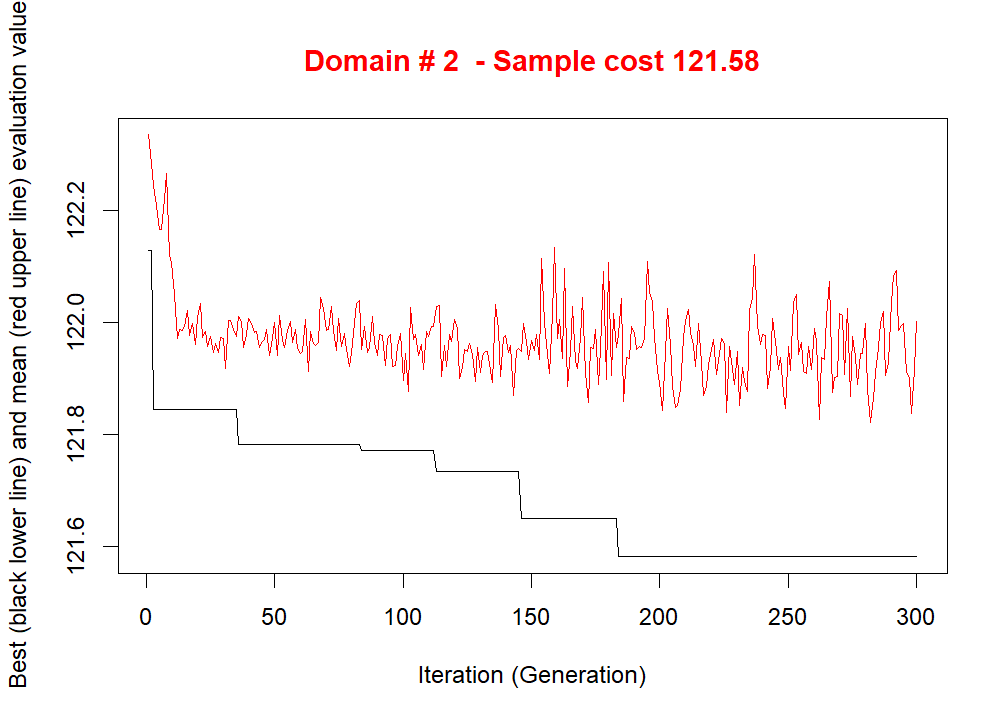 Domain # 2  - Sample cost 121.58
Best (black lower line) and mean (red upper line) evaluation value
122.2
122.0
121.8
121.6
0 50 100 150 200 250 300
Iteration (Generation)